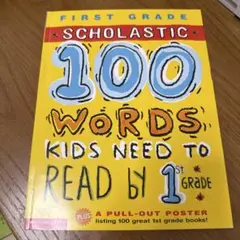 FIRST GRADE
SCHOLASTIC
100
WORDS
KIDS NEED TO
READ by 1st GRADE
PLUS A PULL-OUT POSTER
listing 100 great 1st grade books!